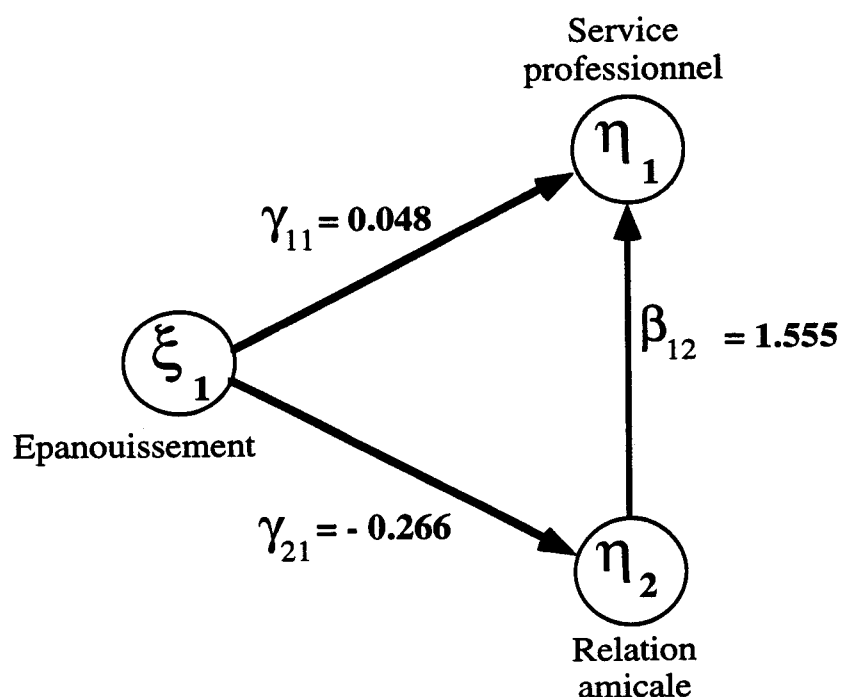 Service
professionnel
η1
γ11 = 0.048
ξ1
β12 = 1.555
Epanouissement
γ21 = - 0.266
η2
Relation
amicale